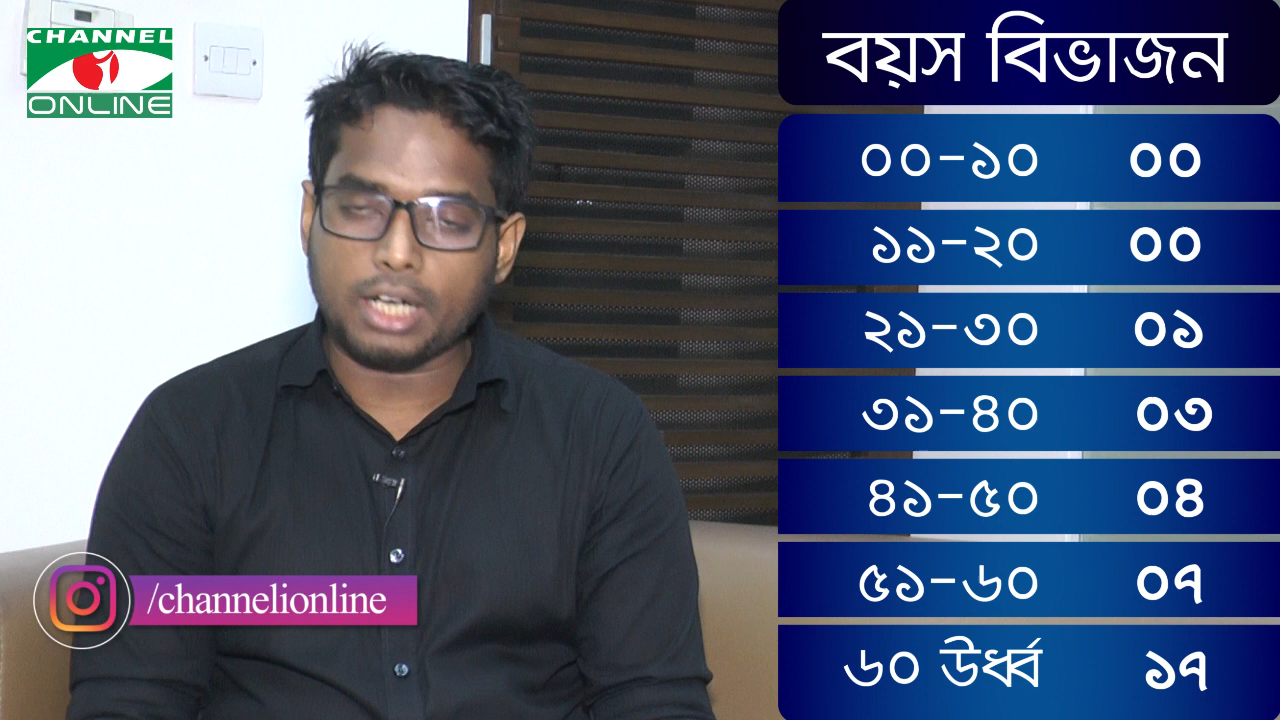 CHANNEL
i
ONLINE
/channelionline
বয়স বিভাজন
০০-১০ ০০
১১-২০ ০০
২১-৩০ ০১
৩১-৪০ ০৩
৪১-৫০ ০৪
৫১-৬০ ০৭
৬০ উর্ধ্ব ১৭